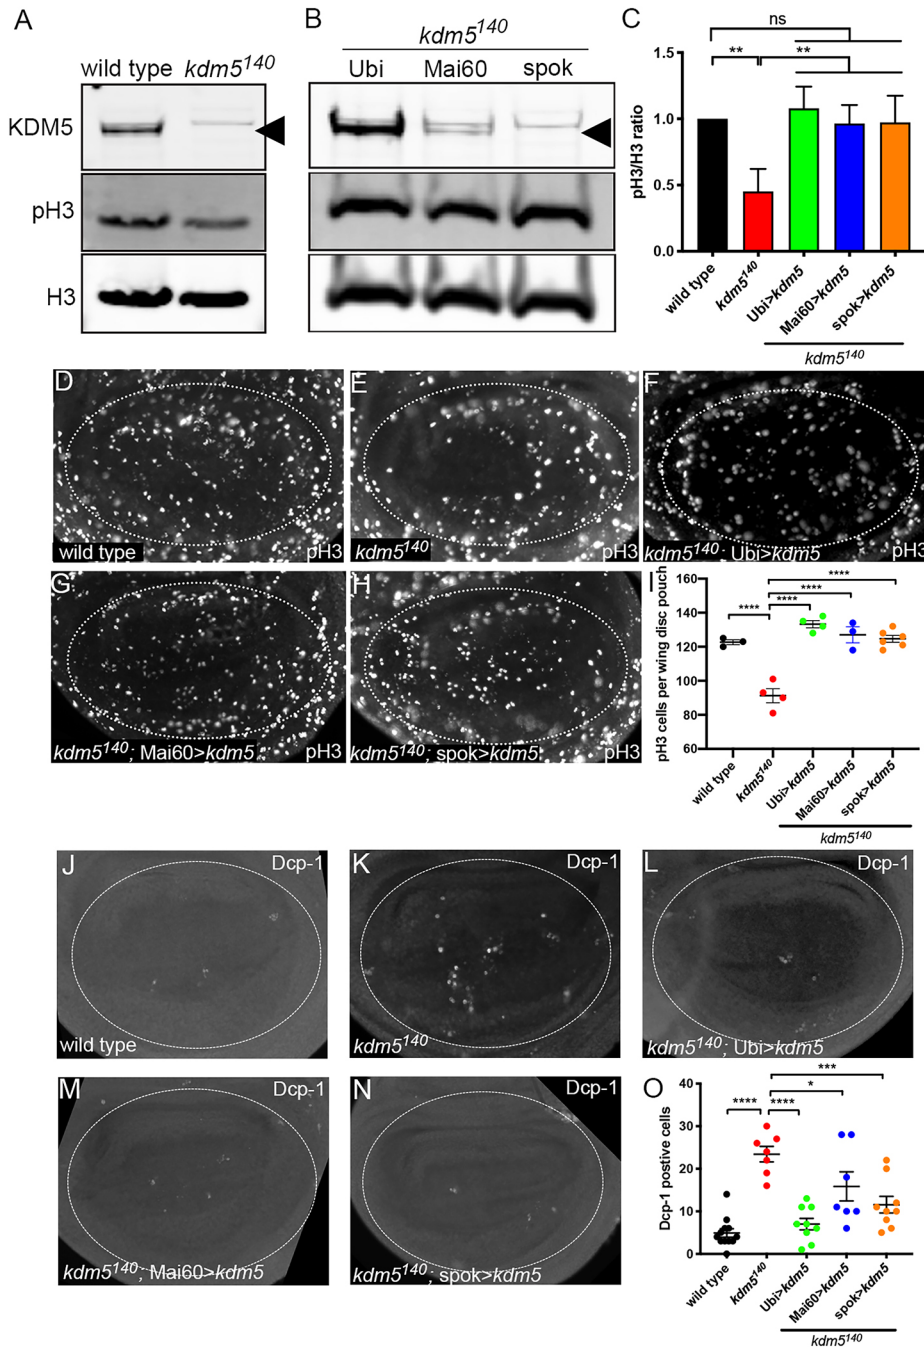 A
wild type kdm5140
KDM5
pH3
H3
B
kdm5140
Ubi Mai60 spok
C
ns
** **
pH3/H3 ratio
1.5
1.0
0.5
0.0
wild type
kdm5140
Ubi>kdm5
Mai60>kdm5
spok>kdm5
kdm5140
D
wild type
pH3
E
kdm5140
pH3
F
kdm5140; Ubi>kdm5
pH3
G
kdm5140; Mai60>kdm5
pH3
H
kdm5140; spok>kdm5
pH3
I
pH3 cells per wing disc pouch
160
140
120
100
80
60
****
****
****
****
wild type
kdm5140
Ubi>kdm5
Mai60>kdm5
spok>kdm5
kdm5140
J
Dcp-1
wild type
K
Dcp-1
kdm5140
L
Dcp-1
kdm5140; Ubi>kdm5
M
Dcp-1
kdm5140; Mai60>kdm5
N
Dcp-1
kdm5140; spok>kdm5
O
Dcp-1 postive cells
40
30
20
10
0
***
*
**** ****
wild type
kdm5140
Ubi>kdm5
Mai60>kdm5
spok>kdm5
kdm5140